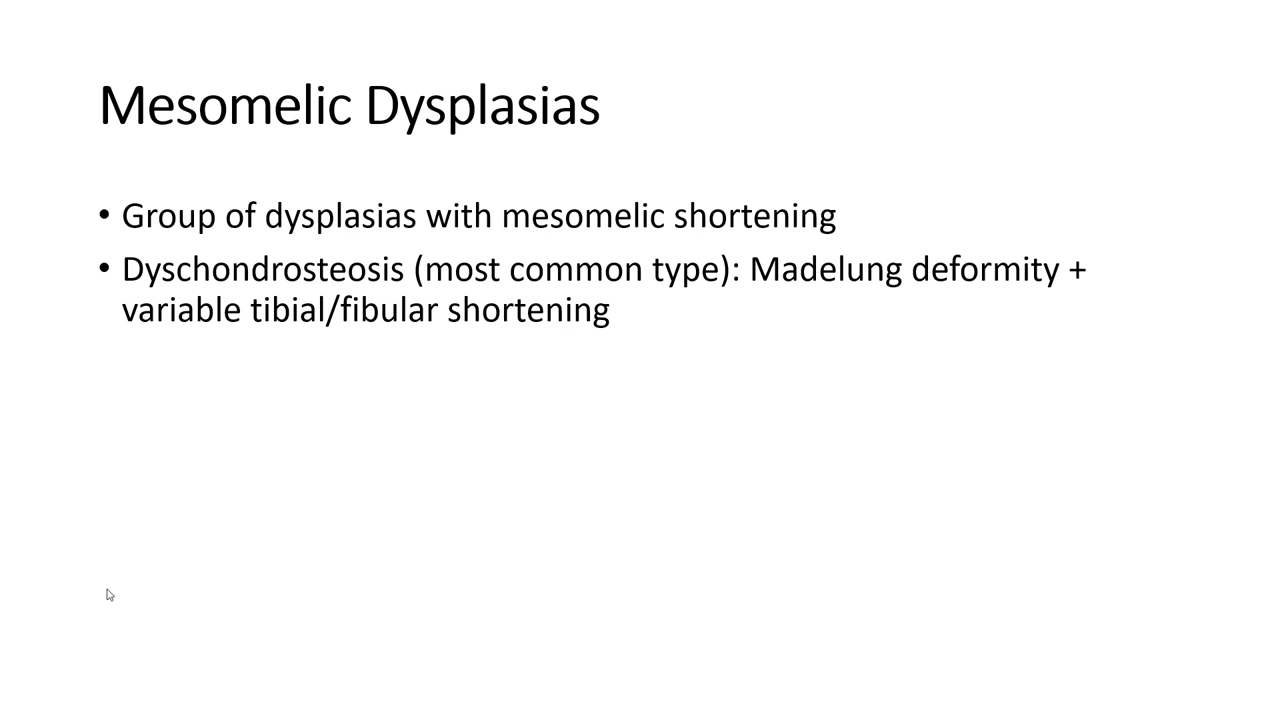 Mesomelic Dysplasias
• Group of dysplasias with mesomelic shortening
• Dyschondrosteosis (most common type): Madelung deformity +
variable tibial/fibular shortening